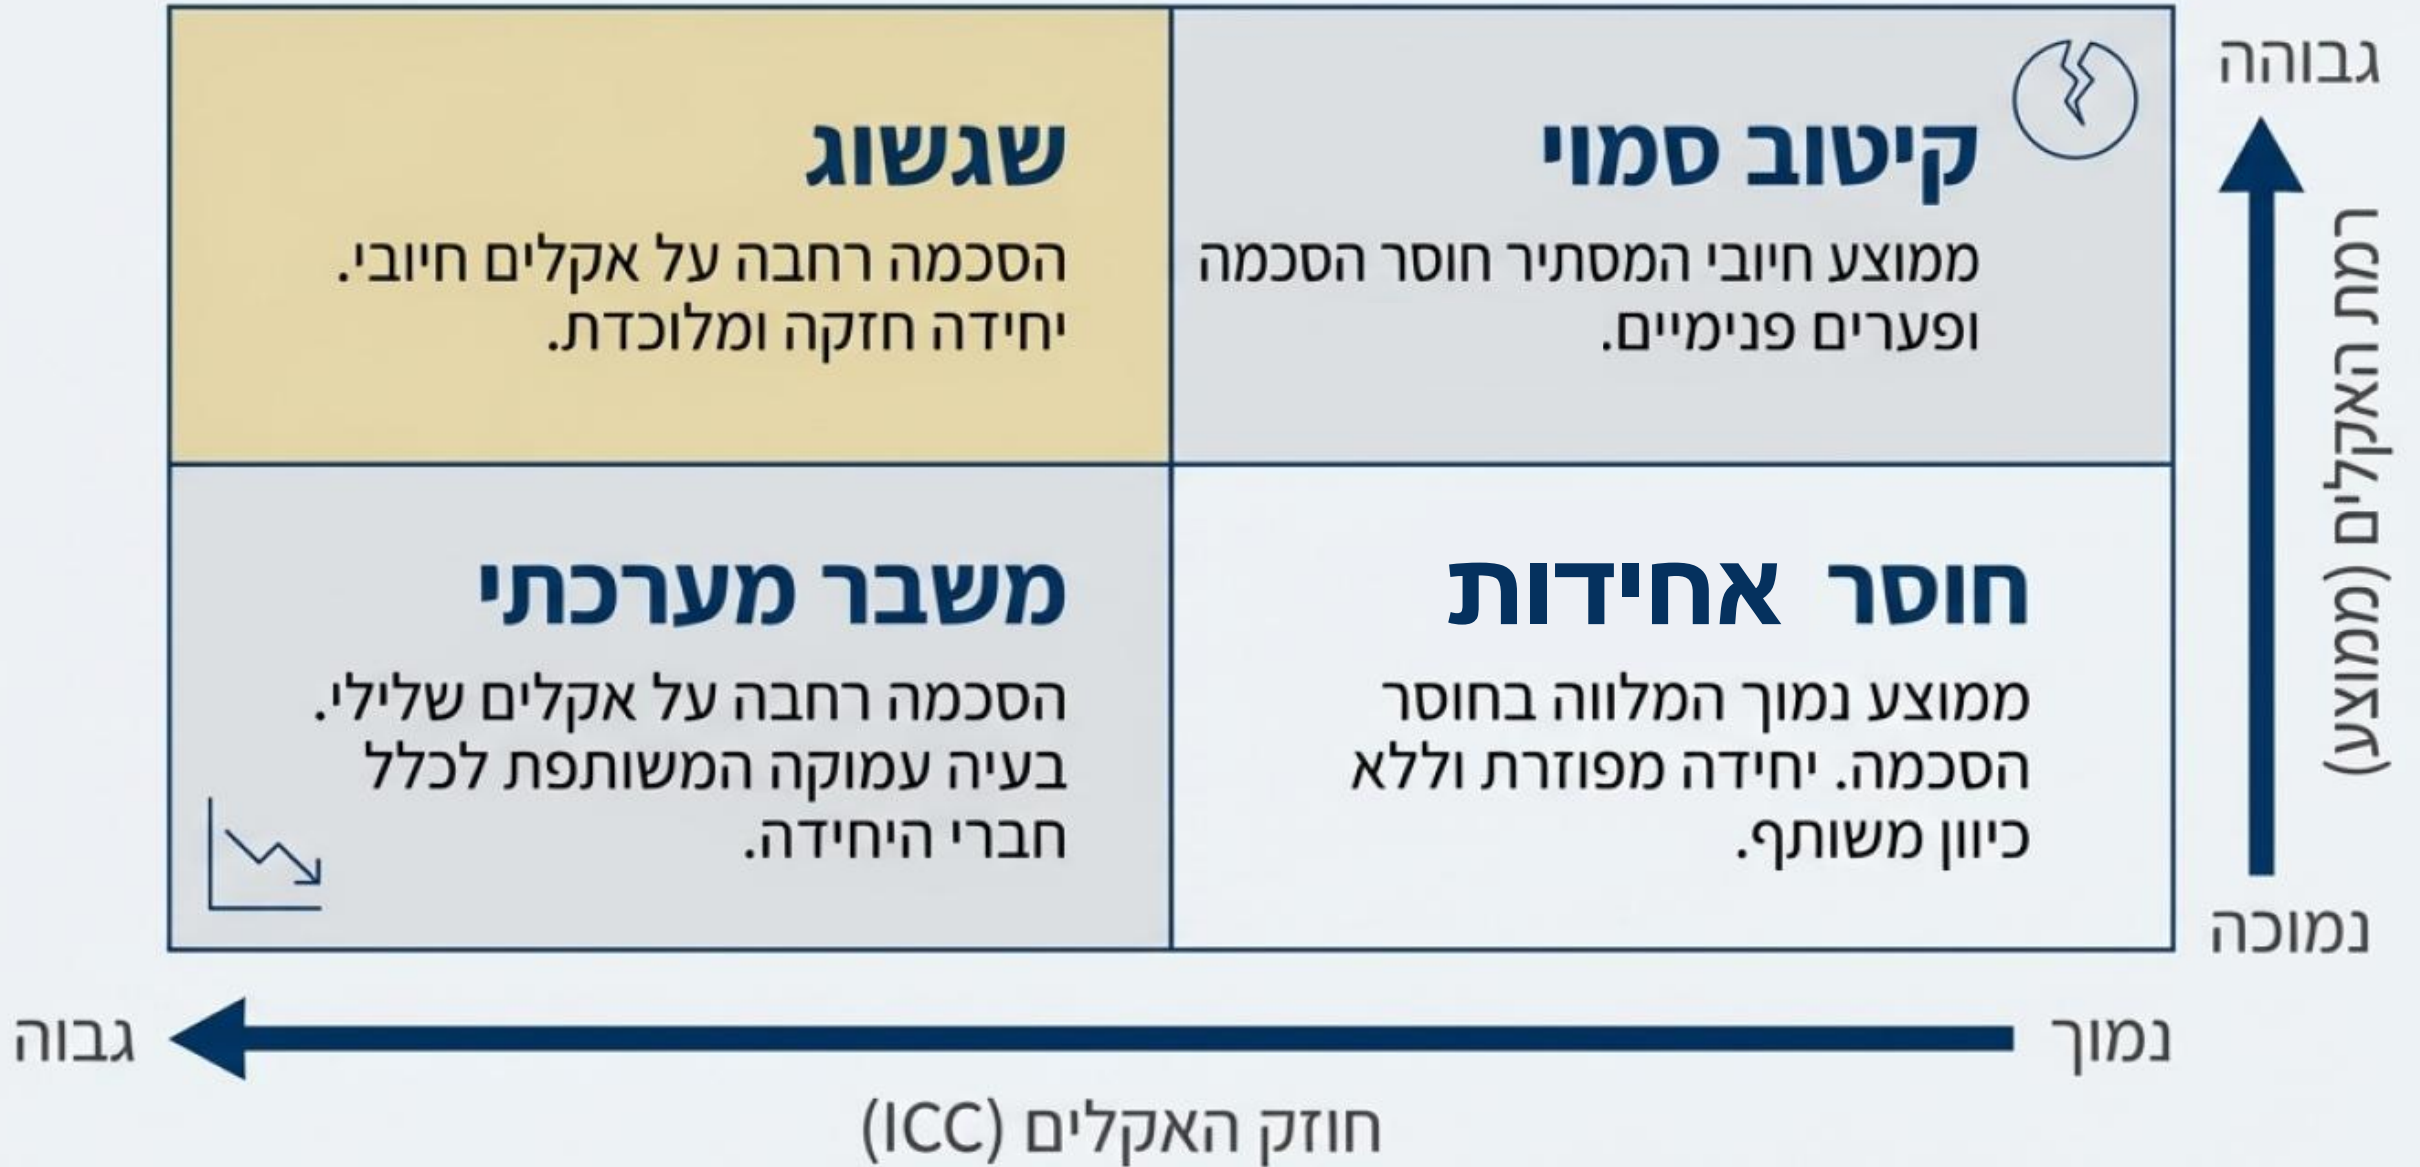 גבוהה
רמת האקלים (ממוצע)
נמוכה
קיטוב סמוי
ממוצע חיובי המסתיר חוסר הסכמה
ופערים פנימיים.
שגשוג
הסכמה רחבה על אקלים חיובי.
יחידה חזקה ומלוכדת.
חוסר אחידות
ממוצע נמוך המלווה בחוסר
הסכמה. יחידה מפוזרת וללא
כיוון משותף.
משבר מערכתי
הסכמה רחבה על אקלים שלילי.
בעיה עמוקה המשותפת לכלל
חברי היחידה.
נמוך
גבוה
חוזק האקלים (ICC)